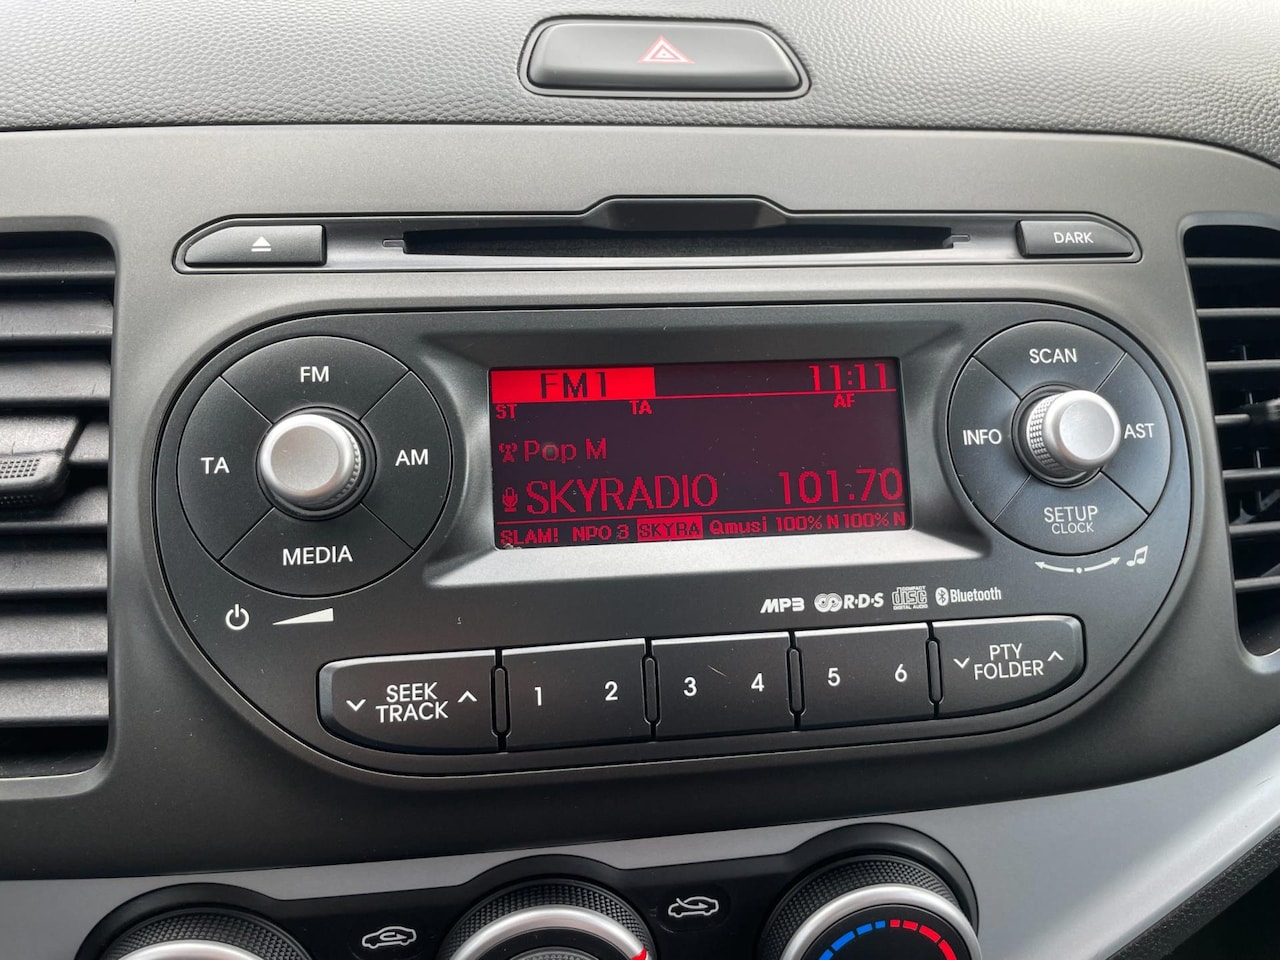 DARK
FM
TA
AM
MEDIA
FM1 11:11
ST TA AF
Pop M
SKYRADIO 101.70
SLAM! NPO 3 SKYRA Qmusi 100% N 100% N
SCAN
INFO
AST
SETUP
CLOCK
MP3 R·D·S COMPACT disc DIGITAL AUDIO Bluetooth
SEEK
TRACK
1 2 3 4 5 6
PTY
FOLDER